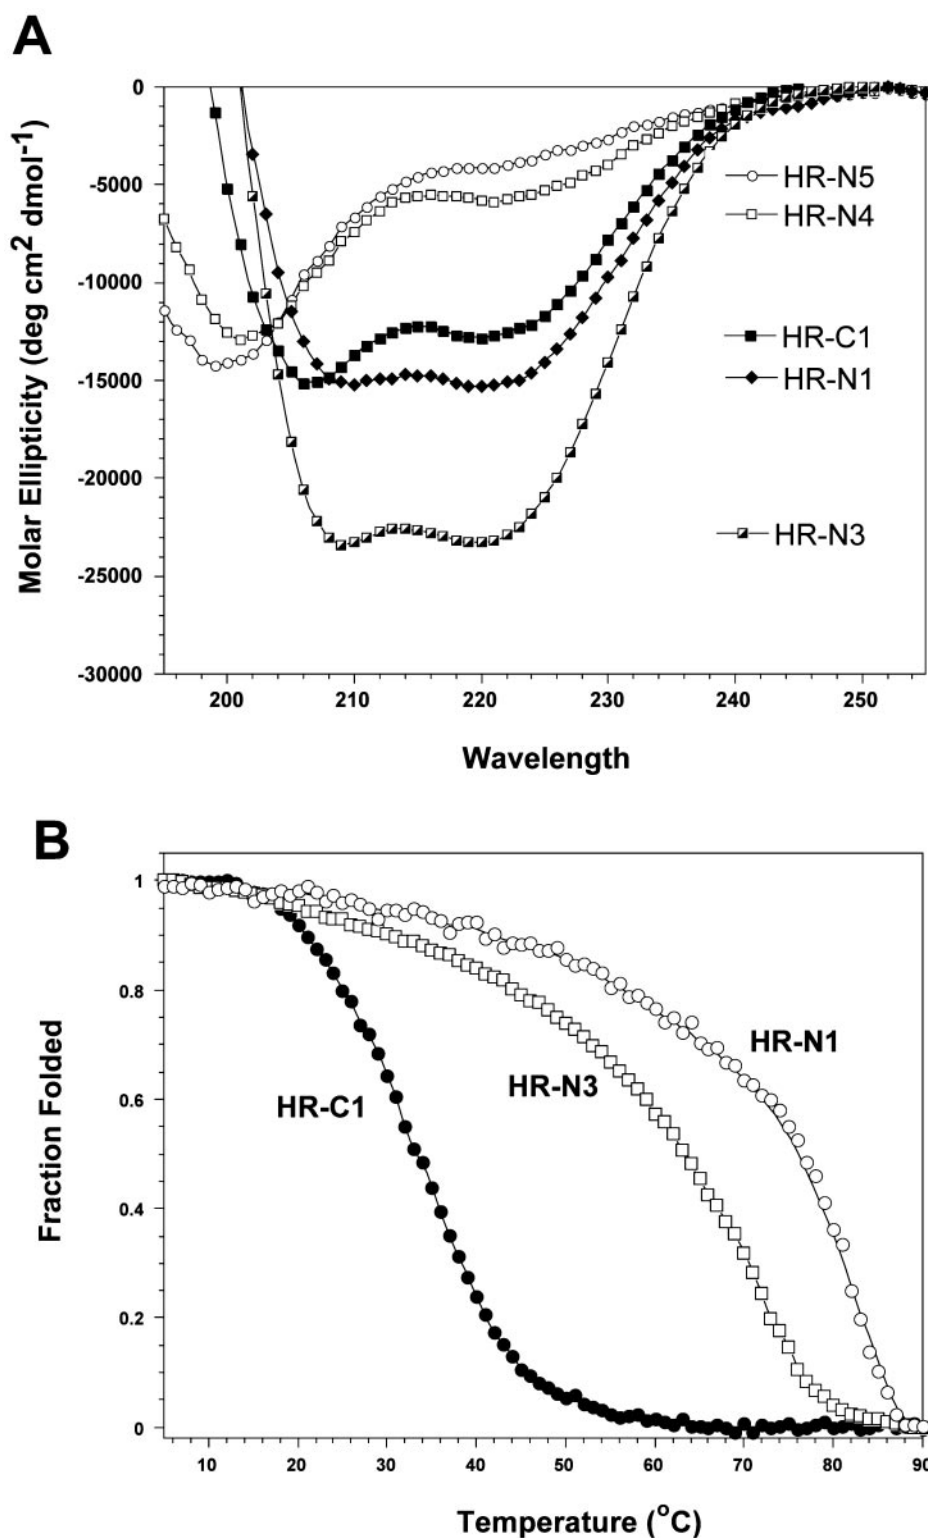 A
Molar Ellipticity (deg cm2 dmol-1)
0
-5000
-10000
-15000
-20000
-25000
-30000
HR-N5
HR-N4
HR-C1
HR-N1
HR-N3
200 210 220 230 240 250
Wavelength
B
Fraction Folded
1
0.8
0.6
0.4
0.2
0
HR-N1
HR-N3
HR-C1
10 20 30 40 50 60 70 80 90
Temperature (oC)